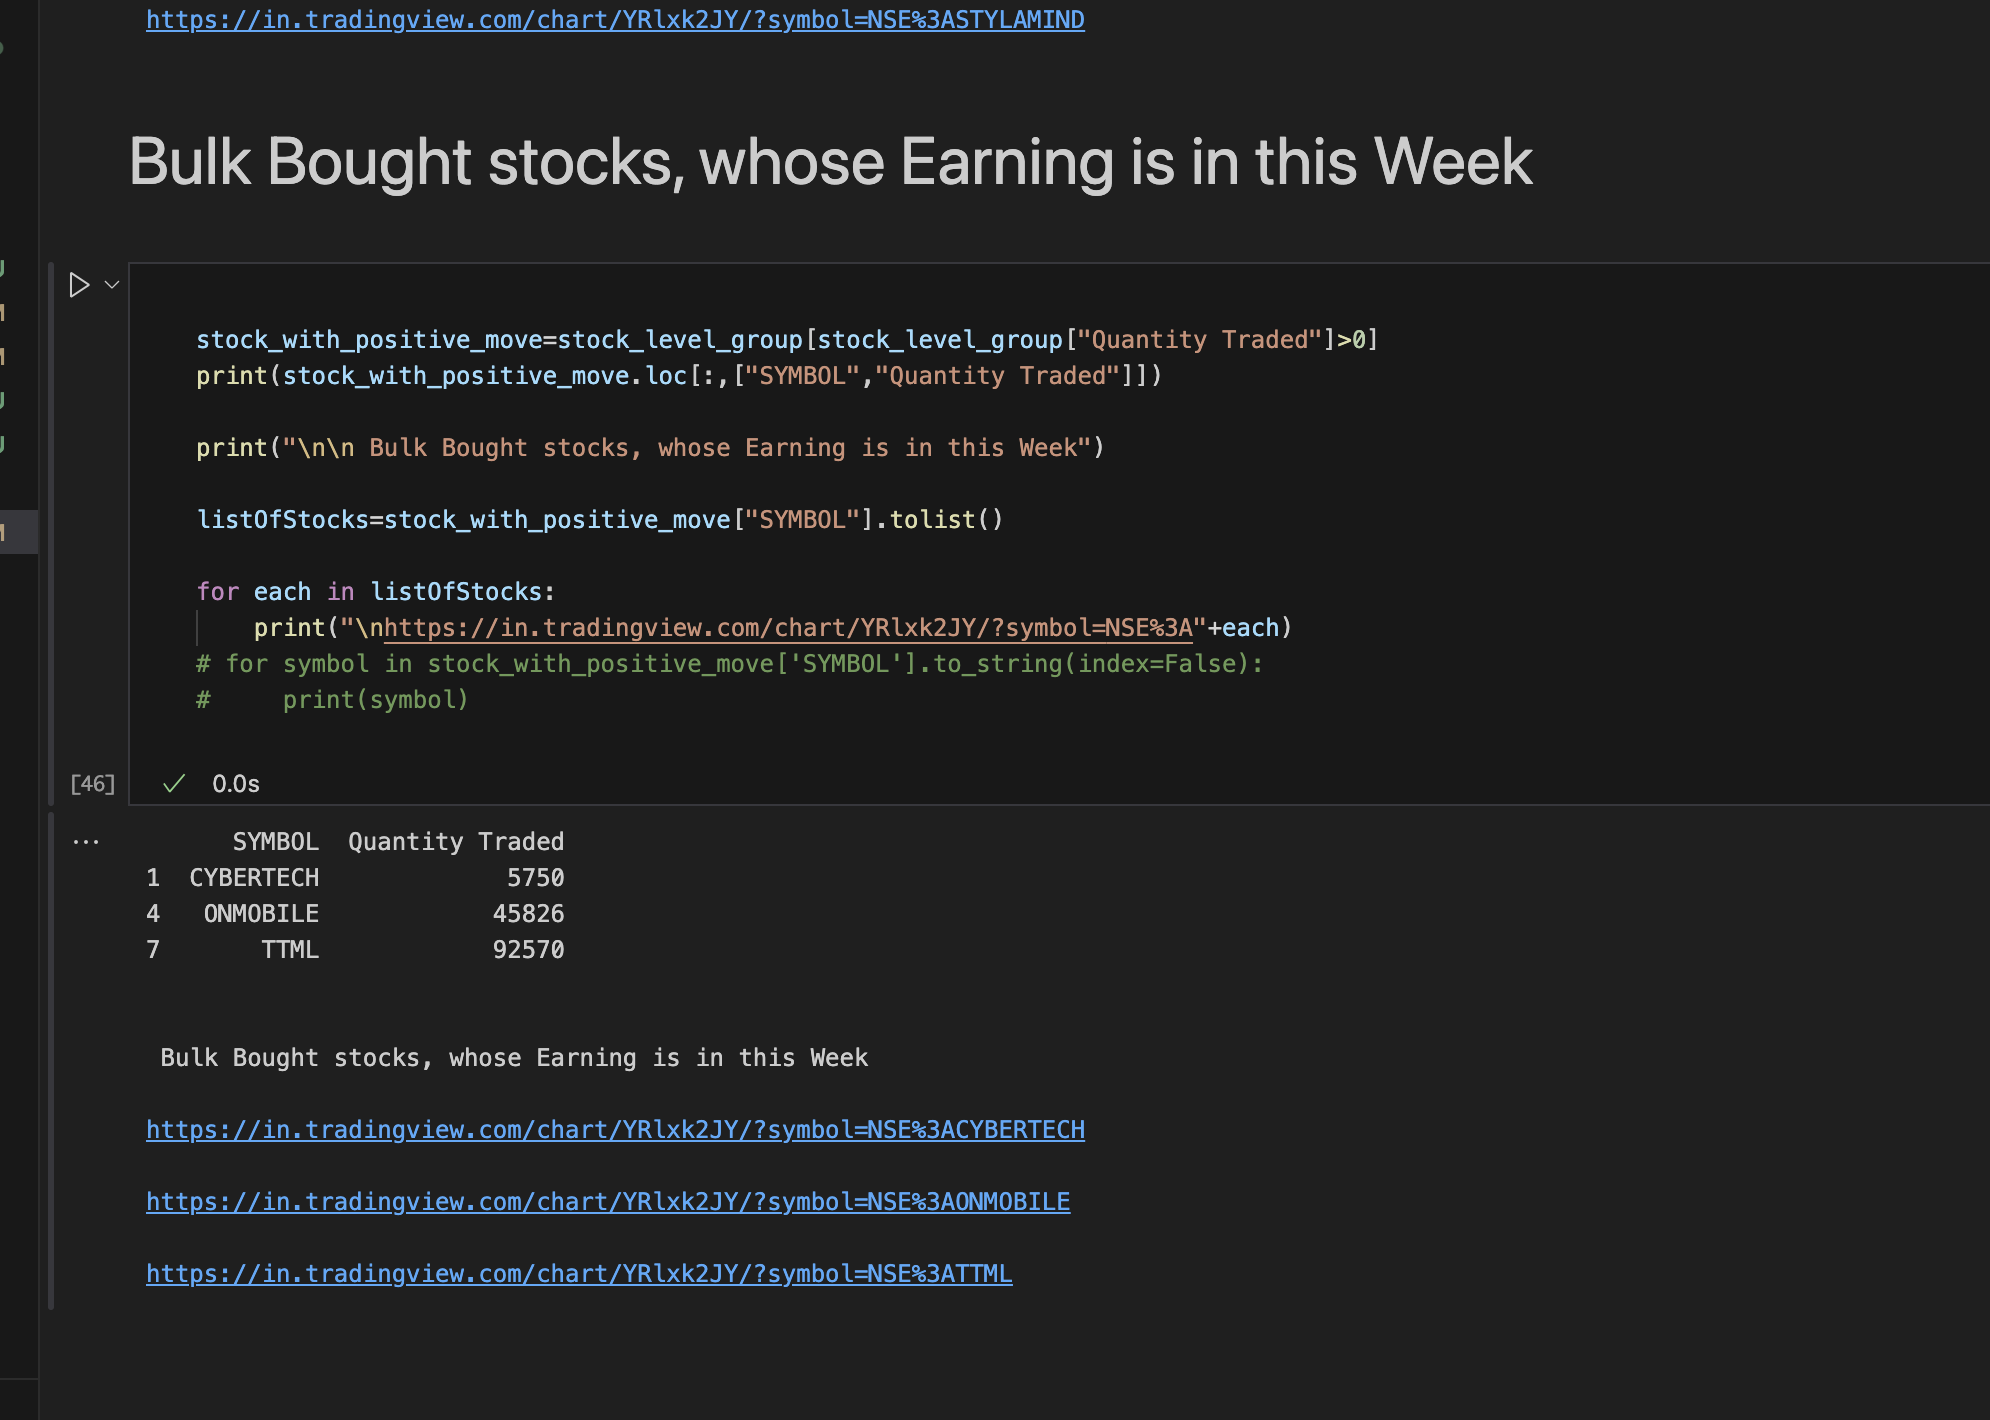 https://in.tradingview.com/chart/YRlxk2JY/?symbol=NSE%3ASTYLAMIND
Bulk Bought stocks, whose Earning is in this Week
stock_with_positive_move=stock_level_group[stock_level_group["Quantity Traded"]>0]
print(stock_with_positive_move.loc[:,["SYMBOL","Quantity Traded"]])
print("\n\n Bulk Bought stocks, whose Earning is in this Week")
listOfStocks=stock_with_positive_move["SYMBOL"].tolist()
for each in listOfStocks:
    print("\nhttps://in.tradingview.com/chart/YRlxk2JY/?symbol=NSE%3A"+each)
# for symbol in stock_with_positive_move['SYMBOL'].to_string(index=False):
#     print(symbol)
[46] 0.0s
SYMBOL Quantity Traded
1 CYBERTECH 5750
4 ONMOBILE 45826
7 TTML 92570
Bulk Bought stocks, whose Earning is in this Week
https://in.tradingview.com/chart/YRlxk2JY/?symbol=NSE%3ACYBERTECH
https://in.tradingview.com/chart/YRlxk2JY/?symbol=NSE%3AONMOBILE
https://in.tradingview.com/chart/YRlxk2JY/?symbol=NSE%3ATTML